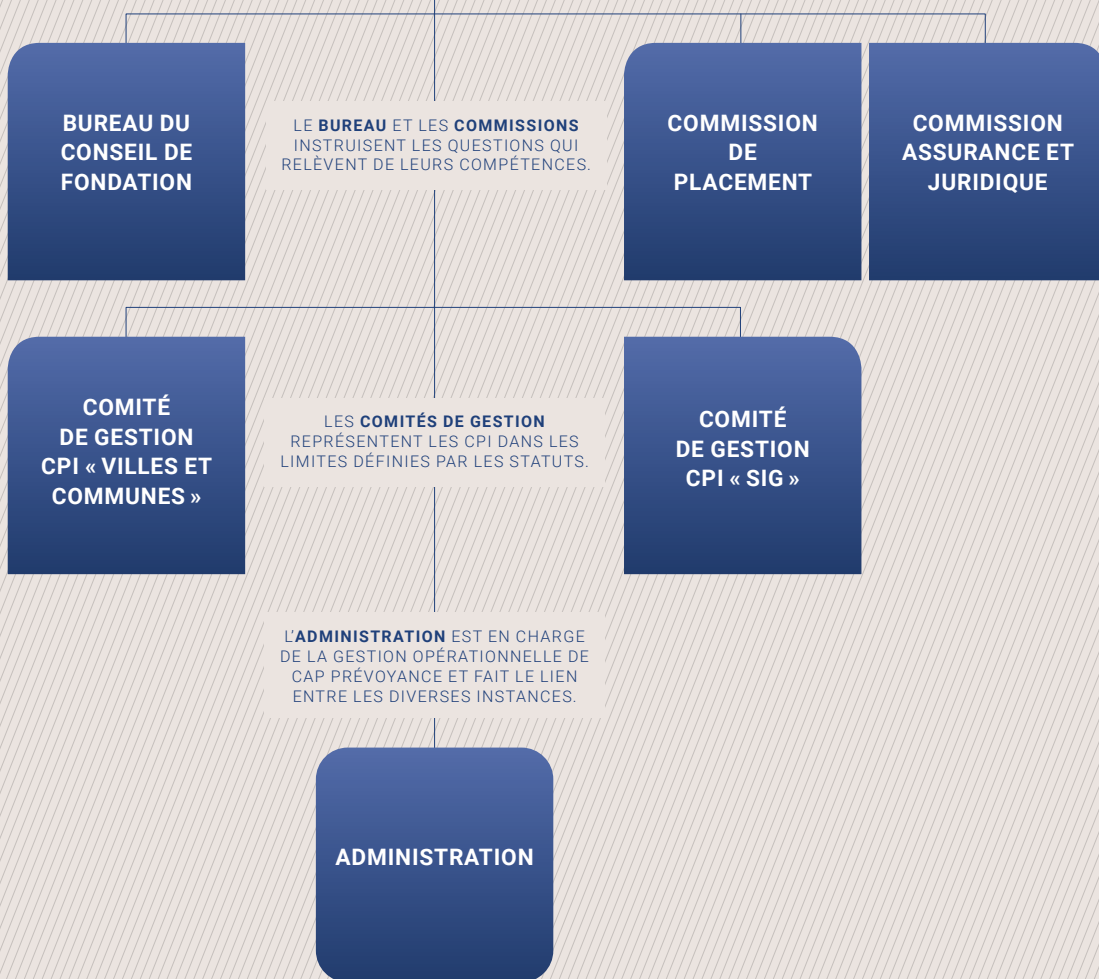 BUREAU DU
CONSEIL DE
FONDATION
LE BUREAU ET LES COMMISSIONS
INSTRUISENT LES QUESTIONS QUI
RELÈVENT DE LEURS COMPÉTENCES.
COMMISSION
DE
PLACEMENT
COMMISSION
ASSURANCE ET
JURIDIQUE
COMITÉ
DE GESTION
CPI « VILLES ET
COMMUNES »
LES COMITÉS DE GESTION
REPRÉSENTENT LES CPI DANS LES
LIMITES DÉFINIES PAR LES STATUTS.
COMITÉ
DE GESTION
CPI « SIG »
L'ADMINISTRATION EST EN CHARGE
DE LA GESTION OPÉRATIONNELLE DE
CAP PRÉVOYANCE ET FAIT LE LIEN
ENTRE LES DIVERSES INSTANCES.
ADMINISTRATION